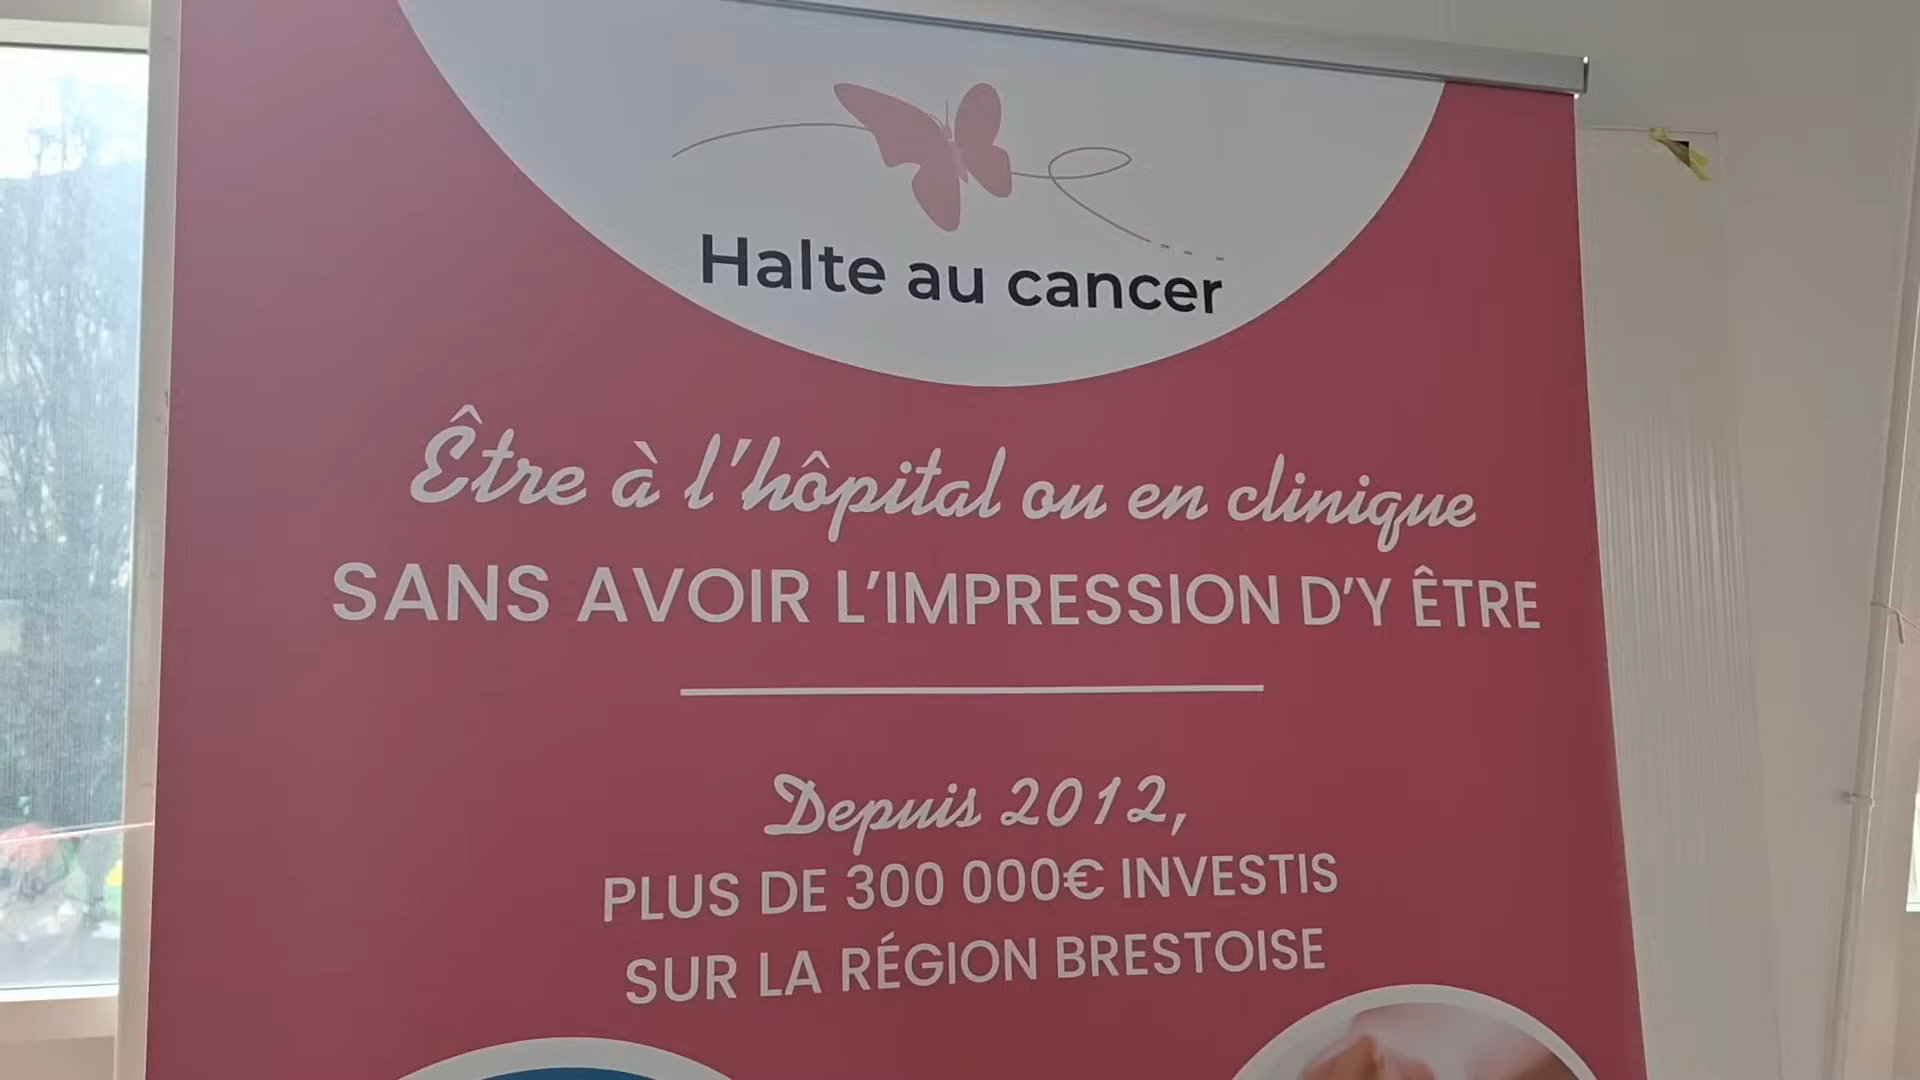 Halte au cancer
Être à l'hôpital ou en clinique
SANS AVOIR L'IMPRESSION D'Y ÊTRE
Depuis 2012,
PLUS DE 300 000€ INVESTIS
SUR LA RÉGION BRESTOISE